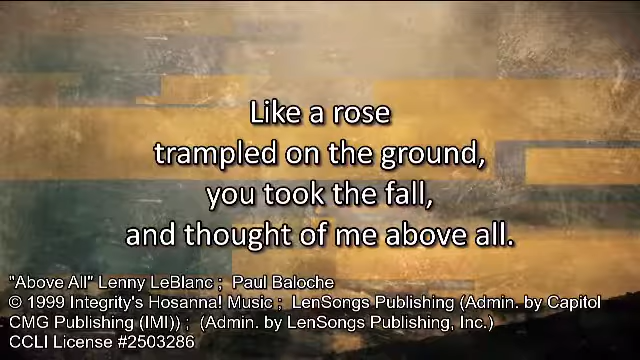 Like a rose
trampled on the ground,
you took the fall,
and thought of me above all.
"Above All" Lenny LeBlanc ;  Paul Baloche
© 1999 Integrity's Hosanna! Music ;  LenSongs Publishing (Admin. by Capitol
CMG Publishing (IMI)) ;  (Admin. by LenSongs Publishing, Inc.)
CCLI License #2503286